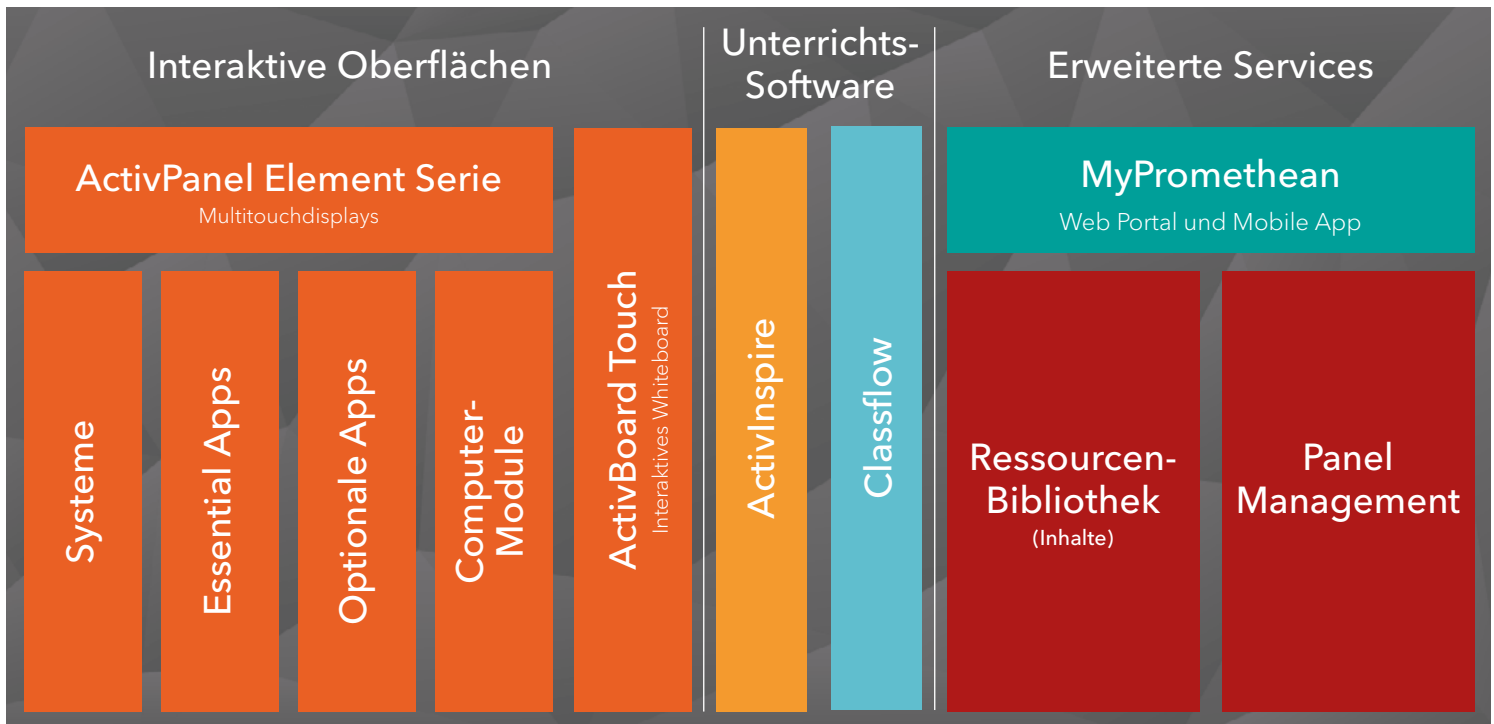 Interaktive Oberflächen
ActivPanel Element Serie
Multitouchdisplays
Systeme
Essential Apps
Optionale Apps
Computer-
Module
ActivBoard Touch
Interaktives Whiteboard
Unterrichts-
Software
ActivInspire
Classflow
Erweiterte Services
MyPromethean
Web Portal und Mobile App
Ressourcen-
Bibliothek
(Inhalte)
Panel
Management